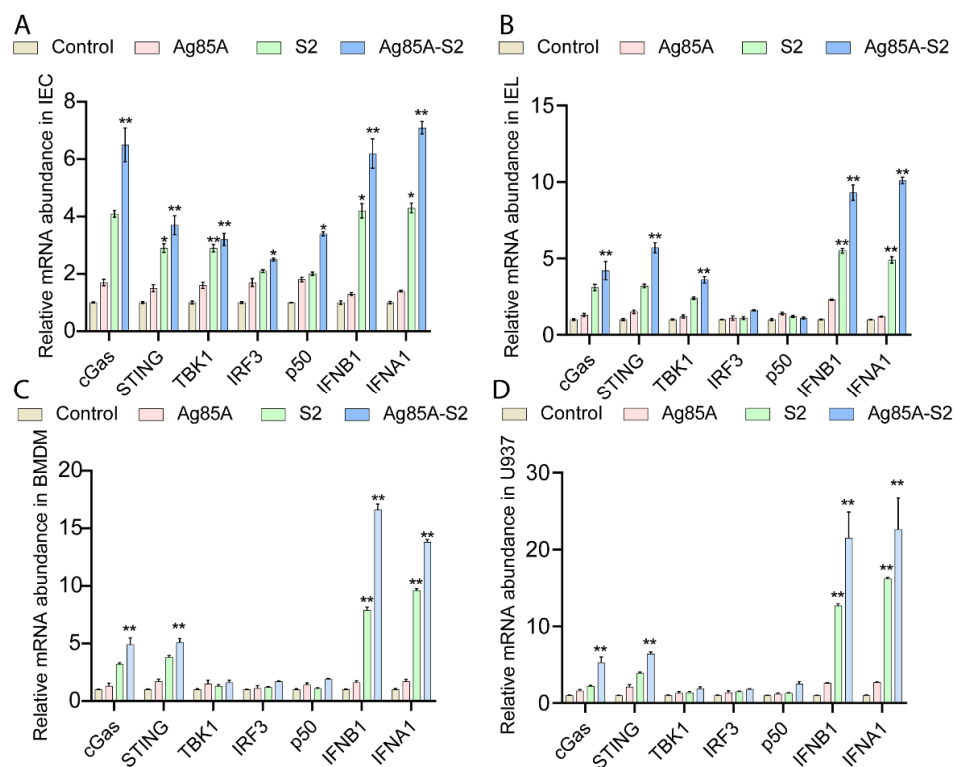 A
Control Ag85A S2 Ag85A-S2
Relative mRNA abundance in IEC
8
6
4
2
0
** * ** ** ** * * * ** * **
cGas STING TBK1 IRF3 p50 IFNB1 IFNA1
B
Control Ag85A S2 Ag85A-S2
Relative mRNA abundance in IEL
15
10
5
0
** ** ** ** ** ** **
cGas STING TBK1 IRF3 p50 IFNB1 IFNA1
C
Control Ag85A S2 Ag85A-S2
Relative mRNA abundance in BMDM
20
15
10
5
0
** ** ** ** ** **
cGas STING TBK1 IRF3 p50 IFNB1 IFNA1
D
Control Ag85A S2 Ag85A-S2
Relative mRNA abundance in U937
30
20
10
0
** ** ** ** ** **
cGas STING TBK1 IRF3 p50 IFNB1 IFNA1